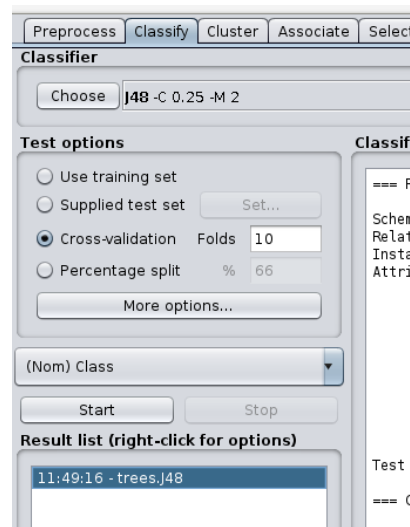 Preprocess Classify Cluster Associate Select
Classifier
Choose J48 -C 0.25 -M 2
Test options
Use training set
Supplied test set Set...
Cross-validation Folds 10
Percentage split % 66
More options...
(Nom) Class
Start Stop
Result list (right-click for options)
11:49:16 - trees.J48
Classif
=== R
Schem
Relat
Insta
Attri
Test
===